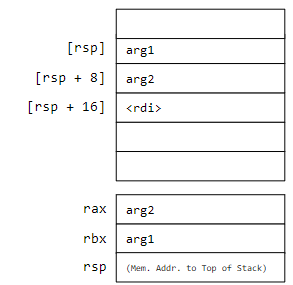 [rsp] arg1
[rsp + 8] arg2
[rsp + 16] <rdi>
rax arg2
rbx arg1
rsp (Mem. Addr. to Top of Stack)